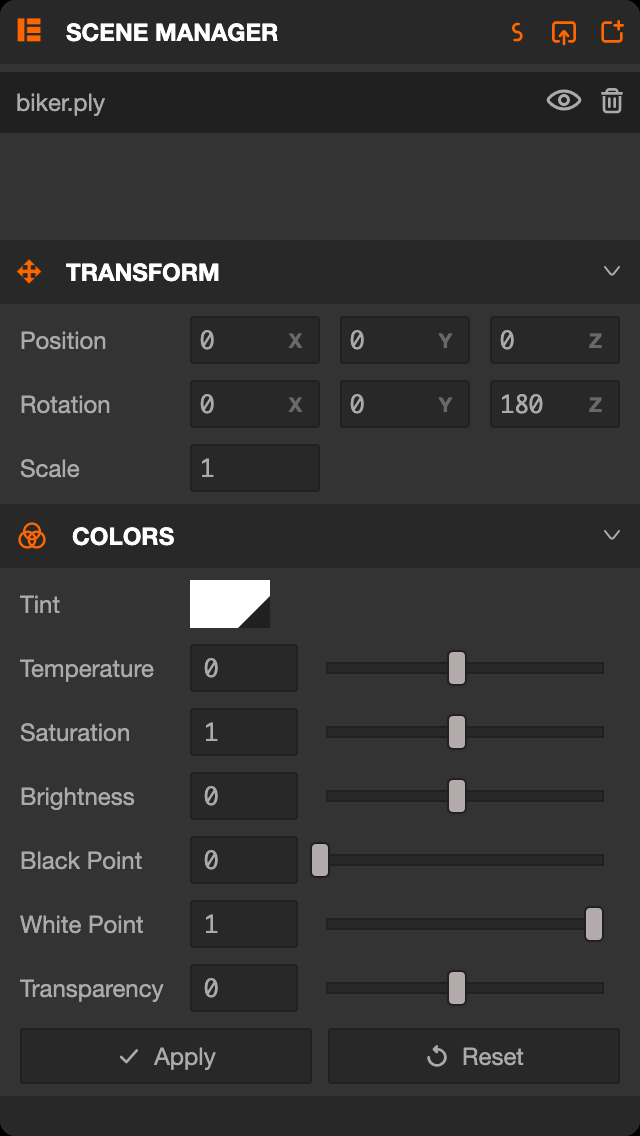 SCENE MANAGER
biker.ply
TRANSFORM
Position 0 X 0 Y 0 Z
Rotation 0 X 0 Y 180 Z
Scale 1
COLORS
Tint
Temperature 0
Saturation 1
Brightness 0
Black Point 0
White Point 1
Transparency 0
Apply Reset